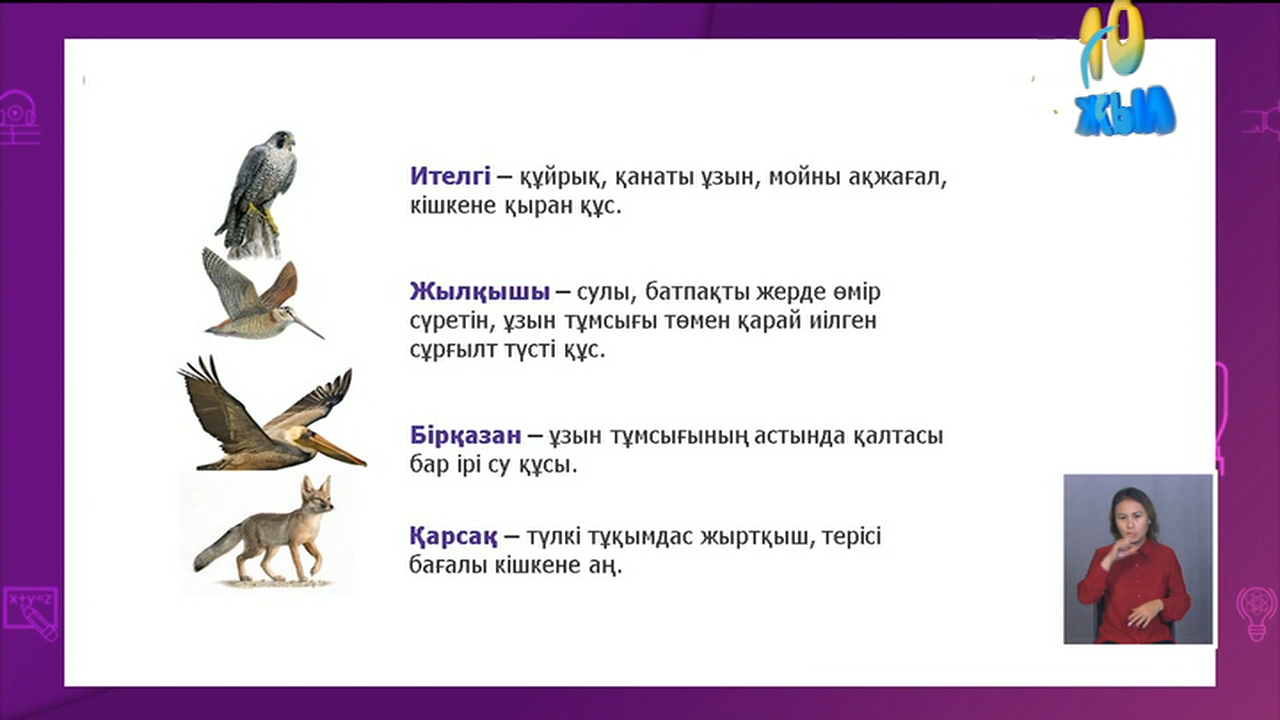 10
ЖЫЛ
Ителгі – құйрық, қанаты ұзын, мойны ақжағал,
кішкене қыран құс.
Жылқышы – сулы, батпақты жерде өмір
сүретін, ұзын тұмсығы төмен қарай иілген
сұрғылт түсті құс.
Бірқазан – ұзын тұмсығының астында қалтасы
бар ірі су құсы.
Қарсақ – түлкі тұқымдас жыртқыш, терісі
бағалы кішкене аң.
x+y=z